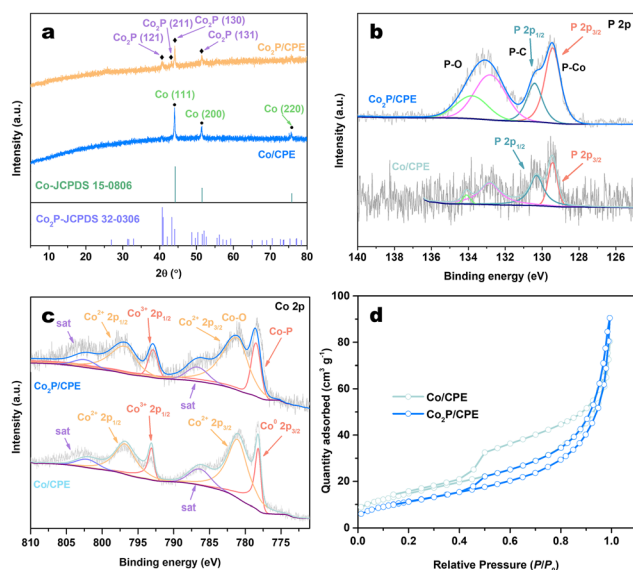 a
Co₂P (130)
Co₂P (211)
Co₂P (121)
Co₂P (131)
Co₂P/CPE
Co (111)
Co (200)
Co (220)
Co/CPE
Co-JCPDS 15-0806
Co₂P-JCPDS 32-0306
Intensity (a.u.)
0 10 20 30 40 50 60 70 80
2θ (°)
b
P 2p
P 2p₁/₂
P 2p₃/₂
P-O
P-C
P-Co
Co₂P/CPE
P 2p₁/₂
P 2p₃/₂
Co/CPE
Intensity (a.u.)
140 138 136 134 132 130 128 126
Binding energy (eV)
c
Co 2p
Co²⁺ 2p₁/₂
Co³⁺ 2p₁/₂
Co²⁺ 2p₃/₂
Co-O
sat
Co-P
Co₂P/CPE
sat
Co²⁺ 2p₁/₂
Co³⁺ 2p₁/₂
Co²⁺ 2p₃/₂
Co⁰ 2p₃/₂
sat
Co/CPE
sat
Intensity (a.u.)
810 805 800 795 790 785 780 775
Binding energy (eV)
d
Co/CPE
Co₂P/CPE
Quantity adsorbed (cm³ g⁻¹)
100
80
60
40
20
0
0.0 0.2 0.4 0.6 0.8 1.0
Relative Pressure (P/P₀)